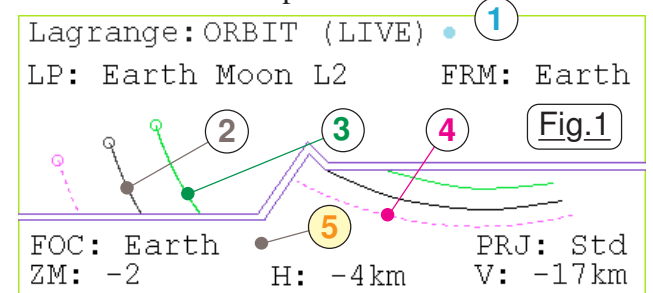 Lagrange:ORBIT (LIVE)
1
LP: Earth Moon L2 FRM: Earth
2 3 4 Fig.1
5
FOC: Earth PRJ: Std
ZM: -2 H: -4km V: -17km